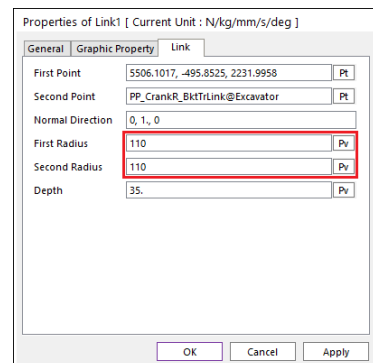 Properties of Link1 [ Current Unit : N/kg/mm/s/deg ]
General Graphic Property Link
First Point 5506.1017, -495.8525, 2231.9958 Pt
Second Point PP_CrankR_BktTrLink@Excavator Pt
Normal Direction 0, 1., 0
First Radius 110 Pv
Second Radius 110 Pv
Depth 35. Pv
OK Cancel Apply